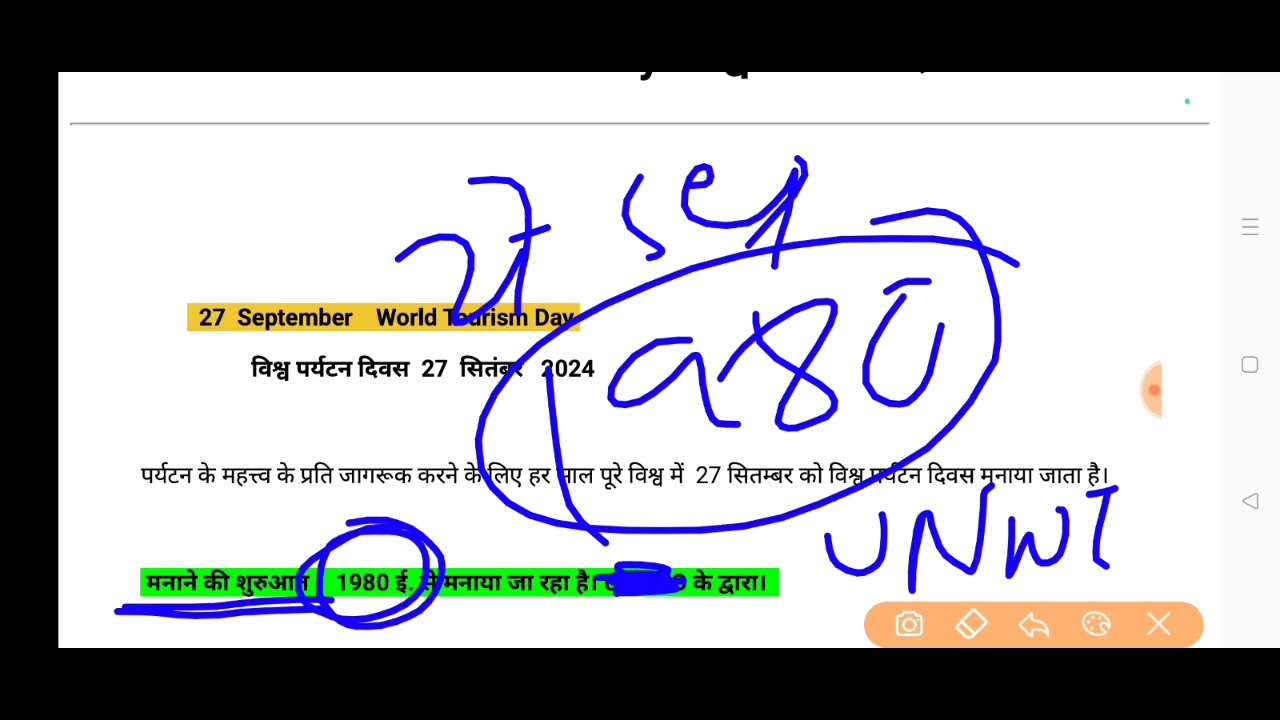 27 Sep
27 September World Tourism Day
1980
विश्व पर्यटन दिवस 27 सितंबर 2024
पर्यटन के महत्त्व के प्रति जागरूक करने के लिए हर साल पूरे विश्व में 27 सितम्बर को विश्व पर्यटन दिवस मनाया जाता है।
UNWT
मनाने की शुरुआत 1980 ई. से मनाया जा रहा है। के द्वारा।